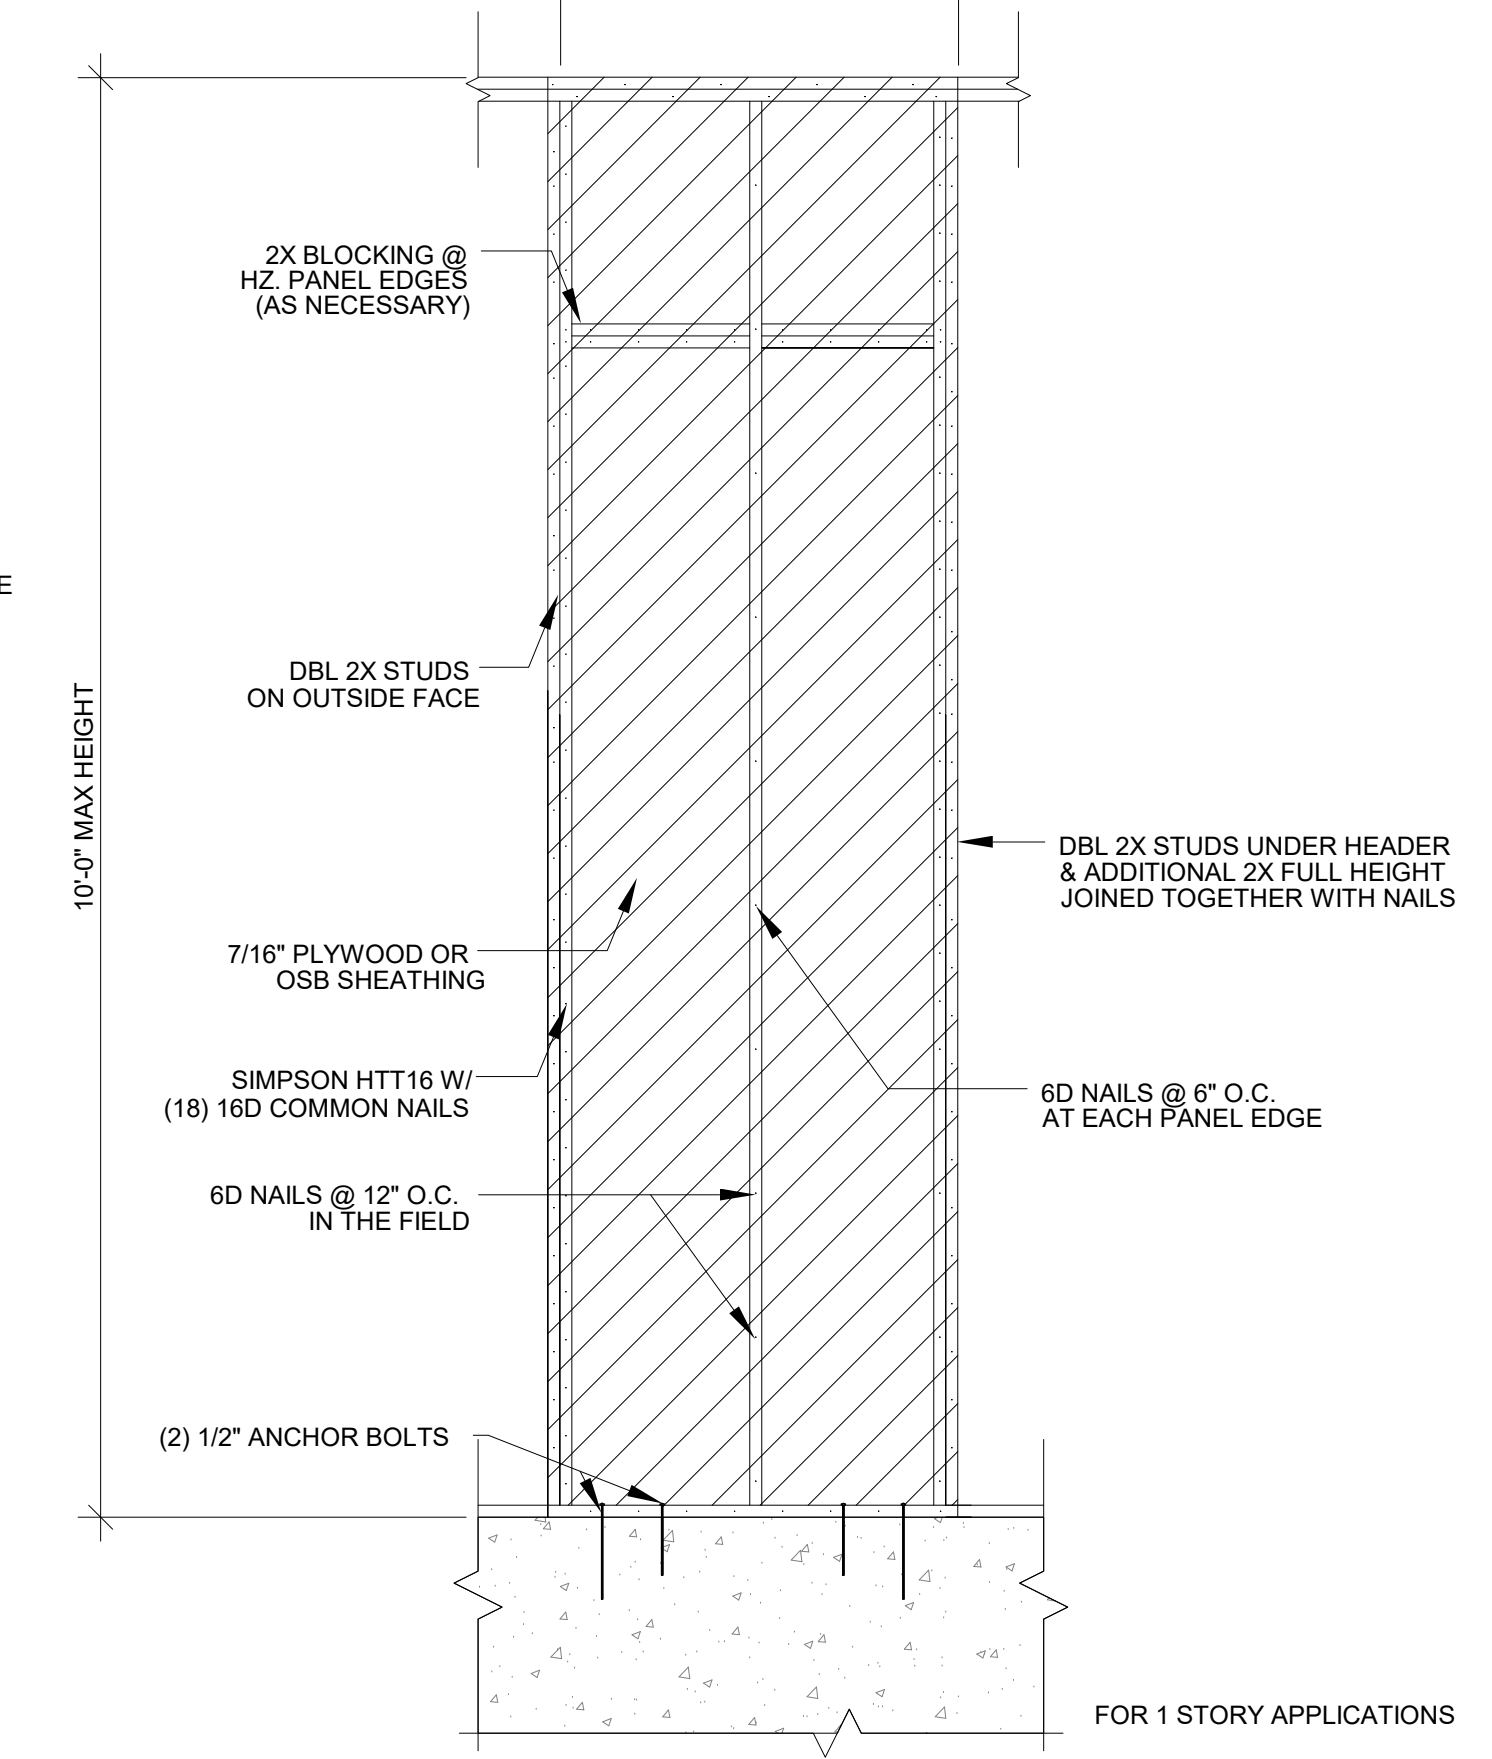 2X BLOCKING @
HZ. PANEL EDGES
(AS NECESSARY)
E
DBL 2X STUDS
ON OUTSIDE FACE
10'-0" MAX HEIGHT
DBL 2X STUDS UNDER HEADER
& ADDITIONAL 2X FULL HEIGHT
JOINED TOGETHER WITH NAILS
7/16" PLYWOOD OR
OSB SHEATHING
SIMPSON HTT16 W/
(18) 16D COMMON NAILS
6D NAILS @ 6" O.C.
AT EACH PANEL EDGE
6D NAILS @ 12" O.C.
IN THE FIELD
(2) 1/2" ANCHOR BOLTS
FOR 1 STORY APPLICATIONS